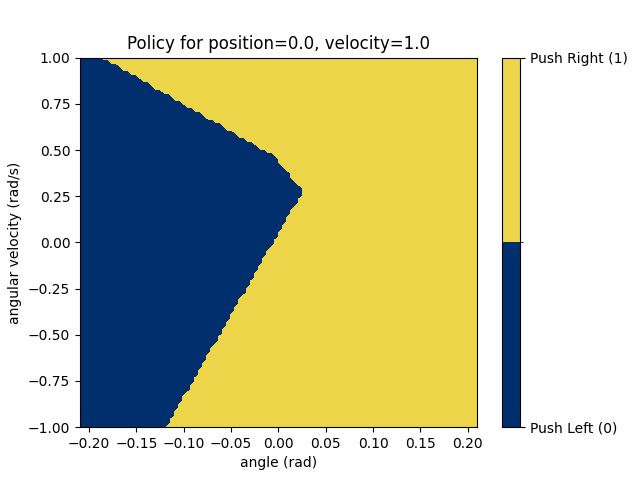 Policy for position=0.0, velocity=1.0
Push Right (1)
1.00
0.75
0.50
0.25
0.00
−0.25
−0.50
−0.75
−1.00
angular velocity (rad/s)
Push Left (0)
−0.20 −0.15 −0.10 −0.05 0.00 0.05 0.10 0.15 0.20
angle (rad)